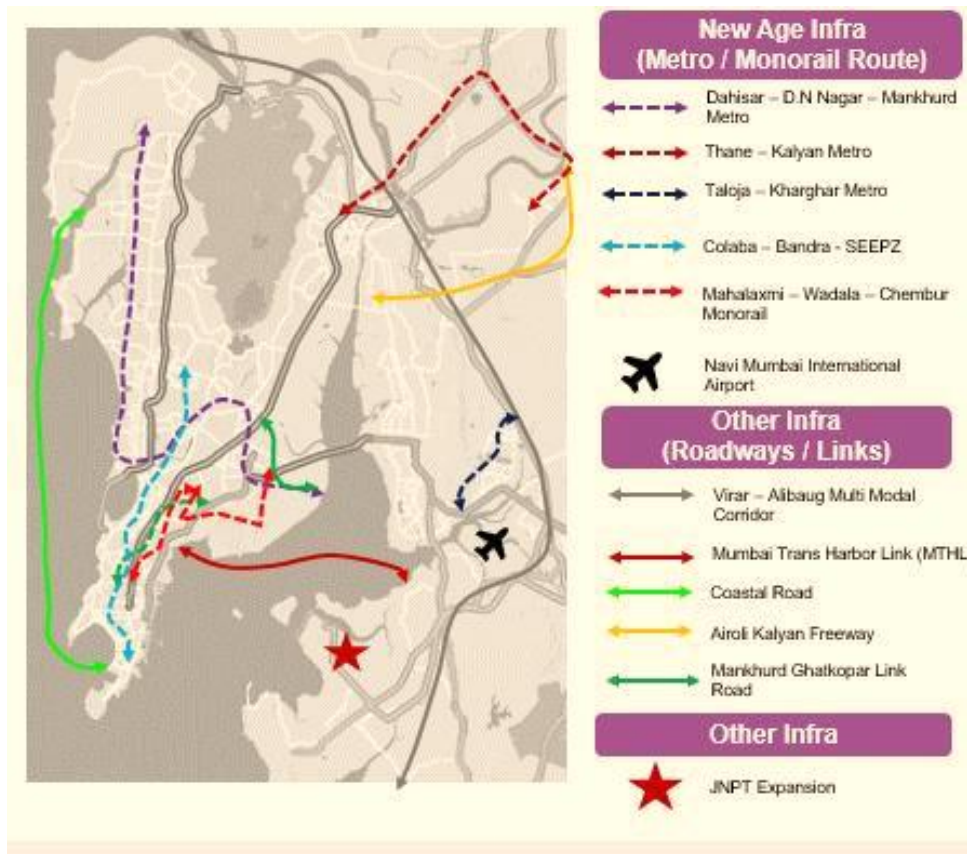 New Age Infra
(Metro / Monorail Route)
Dahisar – D.N Nagar – Mankhurd
Metro
Thane – Kalyan Metro
Taloja – Kharghar Metro
Colaba – Bandra - SEEPZ
Mahalaxmi – Wadala – Chembur
Monorail
Navi Mumbai International
Airport
Other Infra
(Roadways / Links)
Virar – Alibaug Multi Modal
Corridor
Mumbai Trans Harbor Link (MTHL
Coastal Road
Airoli Kalyan Freeway
Mankhurd Ghatkopar Link
Road
Other Infra
JNPT Expansion